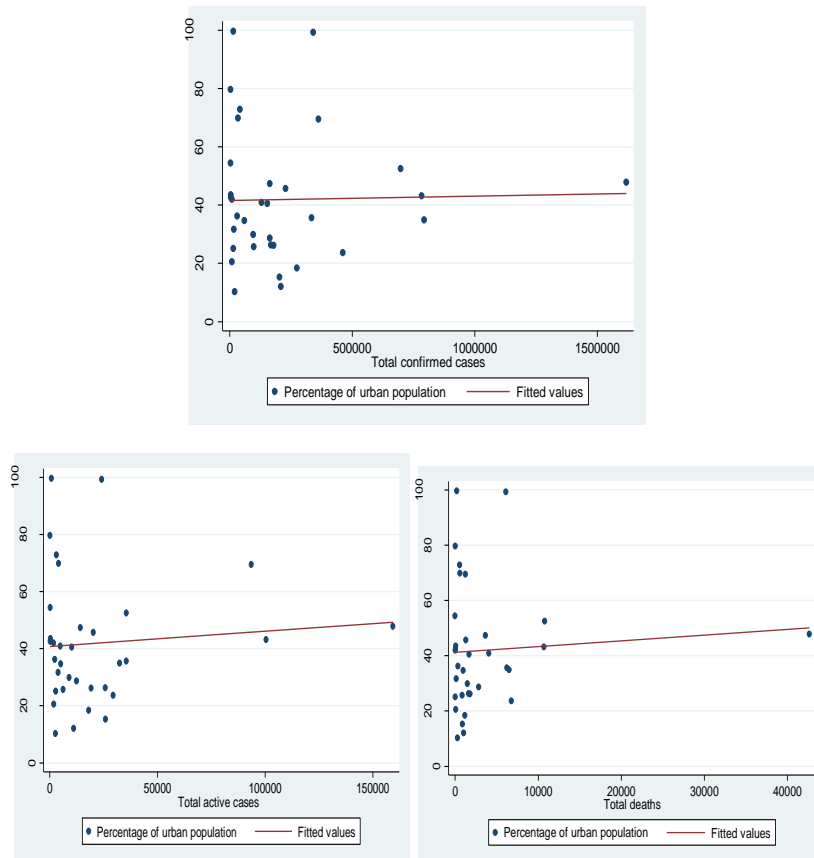 100
80
60
40
20
0
0 500000 1000000 1500000
Total confirmed cases
Percentage of urban population Fitted values
100
80
60
40
20
0
0 50000 100000 150000
Total active cases
Percentage of urban population Fitted values
100
80
60
40
20
0
0 10000 20000 30000 40000
Total deaths
Percentage of urban population Fitted values